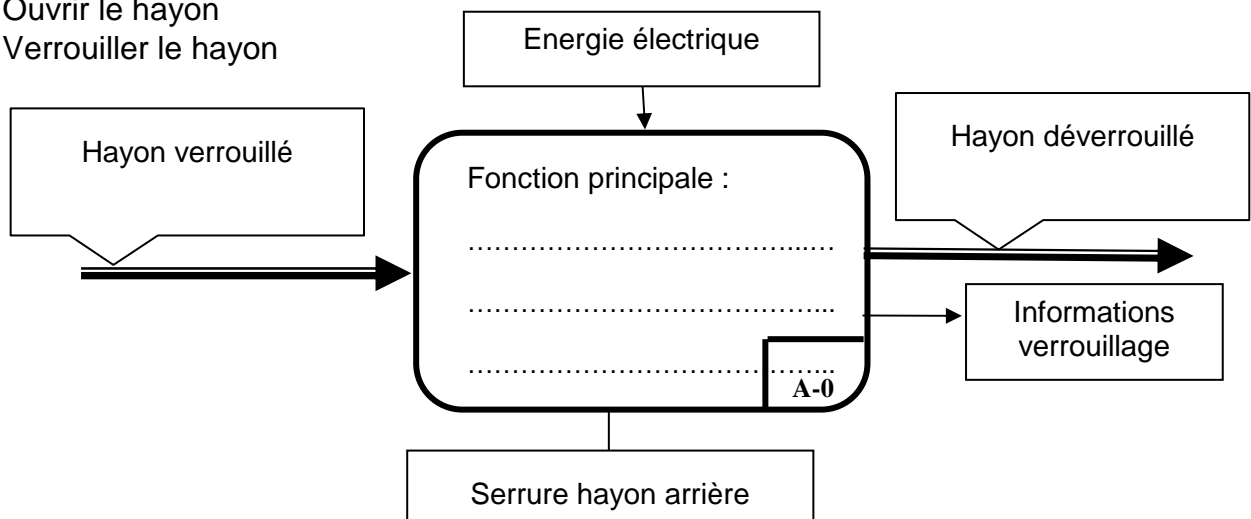 Ouvrir le hayon
Verrouiller le hayon
Energie électrique
Hayon verrouillé
Hayon déverrouillé
Fonction principale :
…………………………………..….
…………………………………...
…………………………………...
Informations
verrouillage
A-0
Serrure hayon arrière